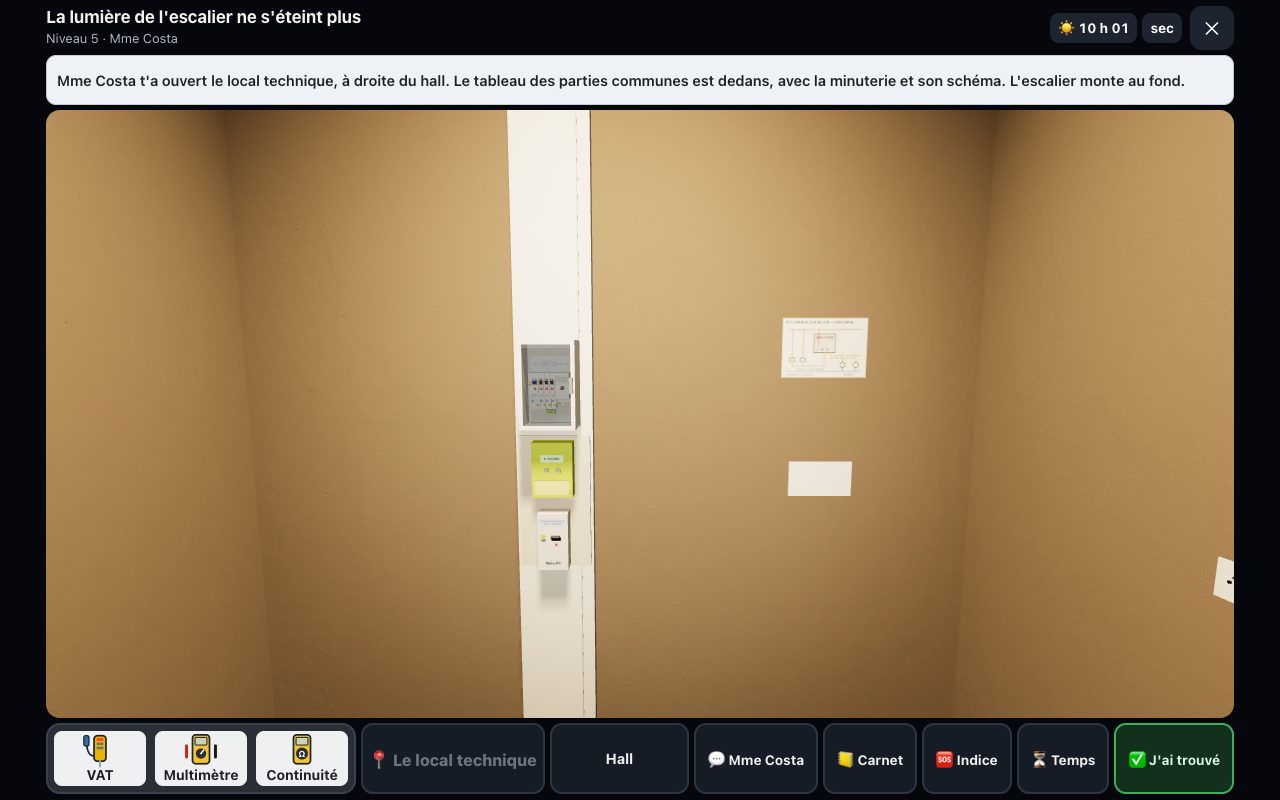 La lumière de l'escalier ne s'éteint plus
Niveau 5 · Mme Costa
10 h 01
sec
Mme Costa t'a ouvert le local technique, à droite du hall. Le tableau des parties communes est dedans, avec la minuterie et son schéma. L'escalier monte au fond.
VAT
Multimètre
Continuité
Le local technique
Hall
Mme Costa
Carnet
SOS Indice
Temps
J'ai trouvé